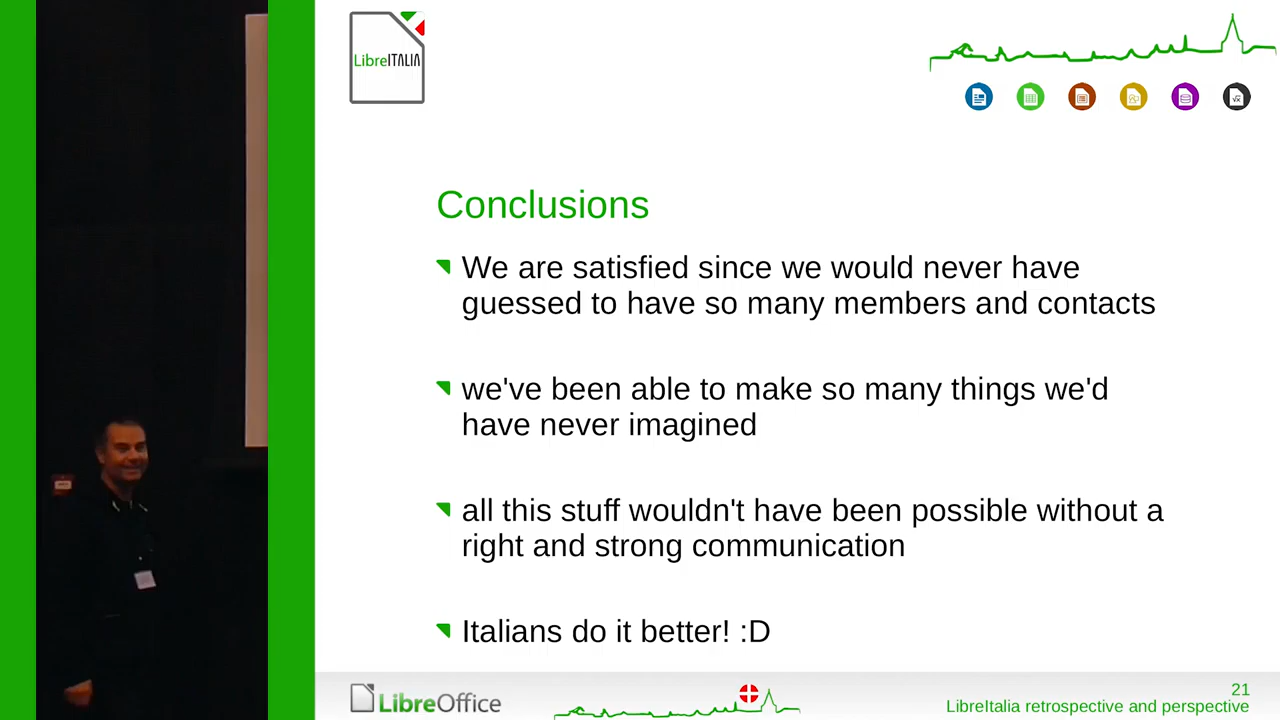 LibreITALIA
Conclusions
We are satisfied since we would never have
guessed to have so many members and contacts
we've been able to make so many things we'd
have never imagined
all this stuff wouldn't have been possible without a
right and strong communication
Italians do it better! :D
LibreOffice
21
LibreItalia retrospective and perspective